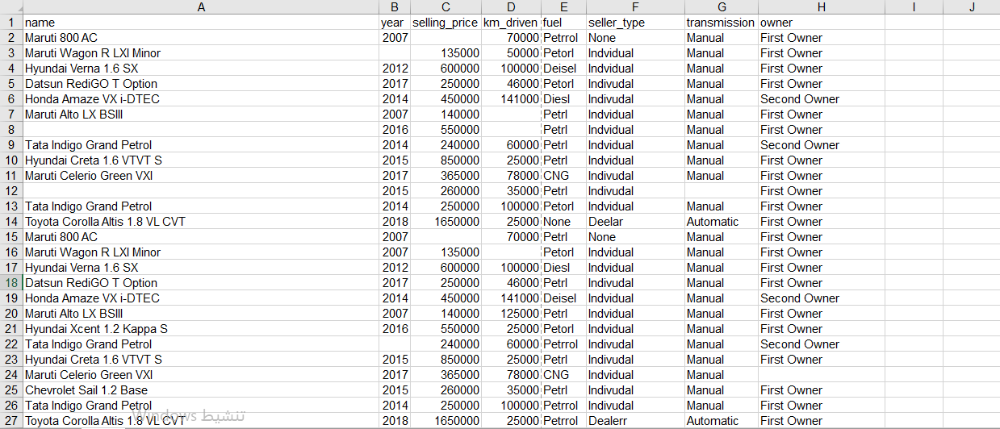 A B C D E F G H I J
1 name year selling_price km_driven fuel seller_type transmission owner
2 Maruti 800 AC 2007 70000 Petrrol None Manual First Owner
3 Maruti Wagon R LXI Minor 135000 50000 Petorl Indvidual Manual First Owner
4 Hyundai Verna 1.6 SX 2012 600000 100000 Deisel Indvidual Manual First Owner
5 Datsun RediGO T Option 2017 250000 46000 Petorl Indvidual Manual First Owner
6 Honda Amaze VX i-DTEC 2014 450000 141000 Diesl Indivudal Manual Second Owner
7 Maruti Alto LX BSIII 2007 140000 Petrl Indivudal Manual First Owner
8 2016 550000 Petrl Indivudal Manual First Owner
9 Tata Indigo Grand Petrol 2014 240000 60000 Petrl Indvidual Manual Second Owner
10 Hyundai Creta 1.6 VTVT S 2015 850000 25000 Petrl Indvidual Manual First Owner
11 Maruti Celerio Green VXI 2017 365000 78000 CNG Indivudal Manual First Owner
12 2015 260000 35000 Petrl Indivudal First Owner
13 Tata Indigo Grand Petrol 2014 250000 100000 Petorl Indivudal Manual First Owner
14 Toyota Corolla Altis 1.8 VL CVT 2018 1650000 25000 None Deelar Automatic First Owner
15 Maruti 800 AC 2007 70000 Petrl None Manual First Owner
16 Maruti Wagon R LXI Minor 2007 135000 Petorl Indvidual Manual First Owner
17 Hyundai Verna 1.6 SX 2012 600000 100000 Diesl Indivudal Manual First Owner
18 Datsun RediGO T Option 2017 250000 46000 Petrl Indivudal Manual First Owner
19 Honda Amaze VX i-DTEC 2014 450000 141000 Deisel Indivudal Manual Second Owner
20 Maruti Alto LX BSIII 2007 140000 125000 Petrl Indivudal Manual First Owner
21 Hyundai Xcent 1.2 Kappa S 2016 550000 25000 Petorl Indvidual Manual First Owner
22 Tata Indigo Grand Petrol 240000 60000 Petrrol Indvidual Manual Second Owner
23 Hyundai Creta 1.6 VTVT S 2015 850000 25000 Petrl Indivudal Manual First Owner
24 Maruti Celerio Green VXI 2017 365000 78000 CNG Indvidual Manual
25 Chevrolet Sail 1.2 Base 2015 260000 35000 Petrl Indvidual Manual First Owner
26 Tata Indigo Grand Petrol 2014 250000 100000 Petrrol Indvidual Manual First Owner
تنشيط Windows
27 Toyota Corolla Altis 1.8 VL CVT 2018 1650000 25000 Petrrol Dealerr Automatic First Owner